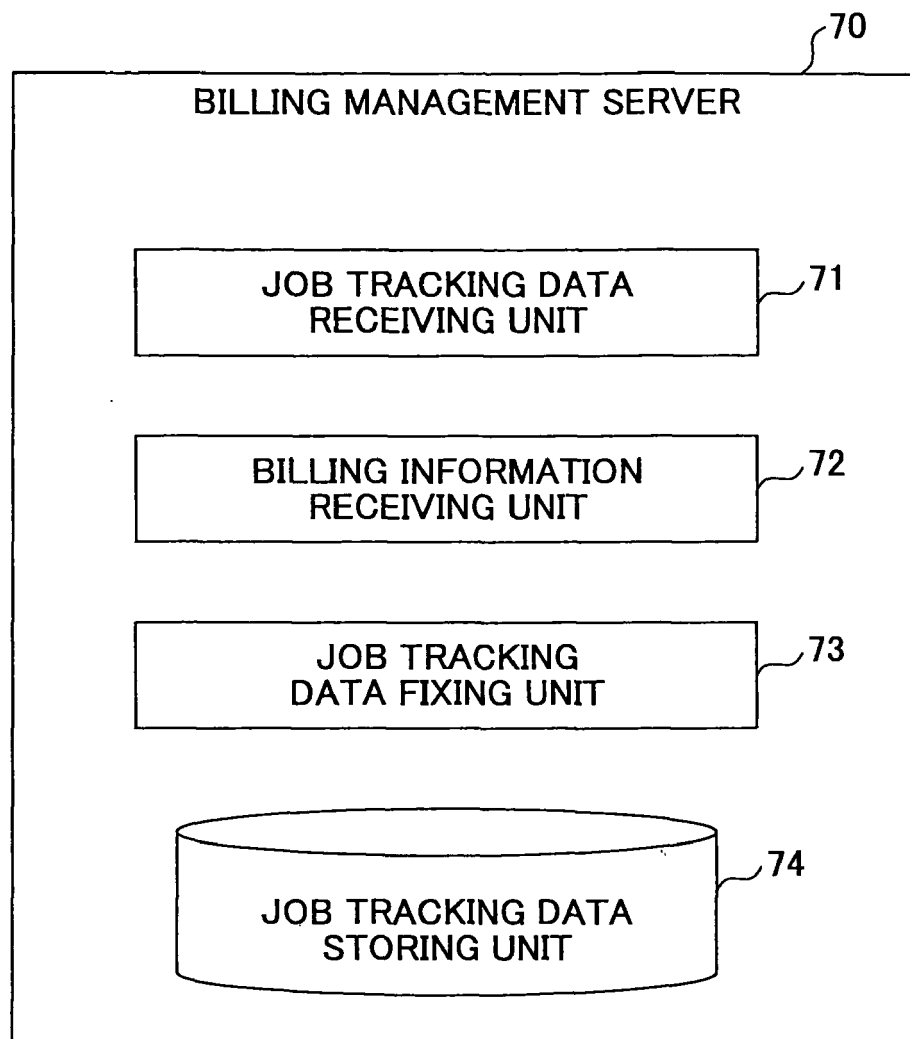 70
BILLING MANAGEMENT SERVER
JOB TRACKING DATA
RECEIVING UNIT
71
BILLING INFORMATION
RECEIVING UNIT
72
JOB TRACKING
DATA FIXING UNIT
73
JOB TRACKING DATA
STORING UNIT
74